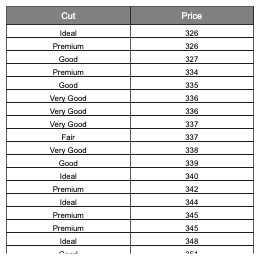 Cut Price
Ideal 326
Premium 326
Good 327
Premium 334
Good 335
Very Good 336
Very Good 336
Very Good 337
Fair 337
Very Good 338
Good 339
Ideal 340
Premium 342
Ideal 344
Premium 345
Premium 345
Ideal 348